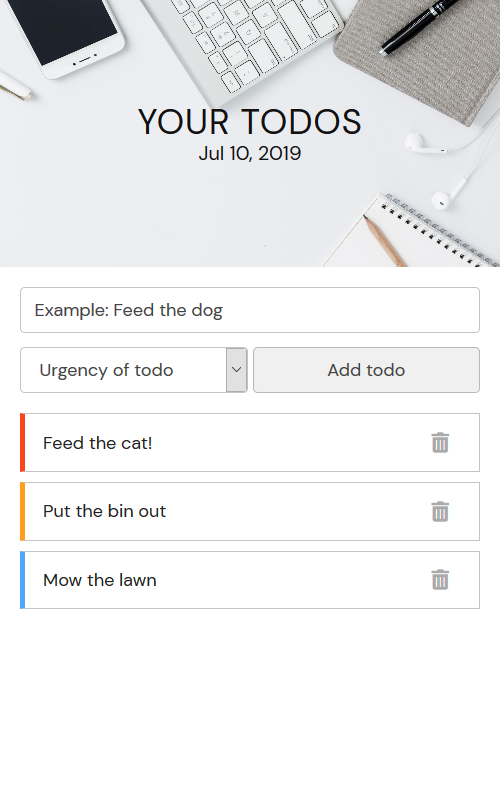 YOUR TODOS
Jul 10, 2019
Example: Feed the dog
Urgency of todo
Add todo
Feed the cat!
Put the bin out
Mow the lawn